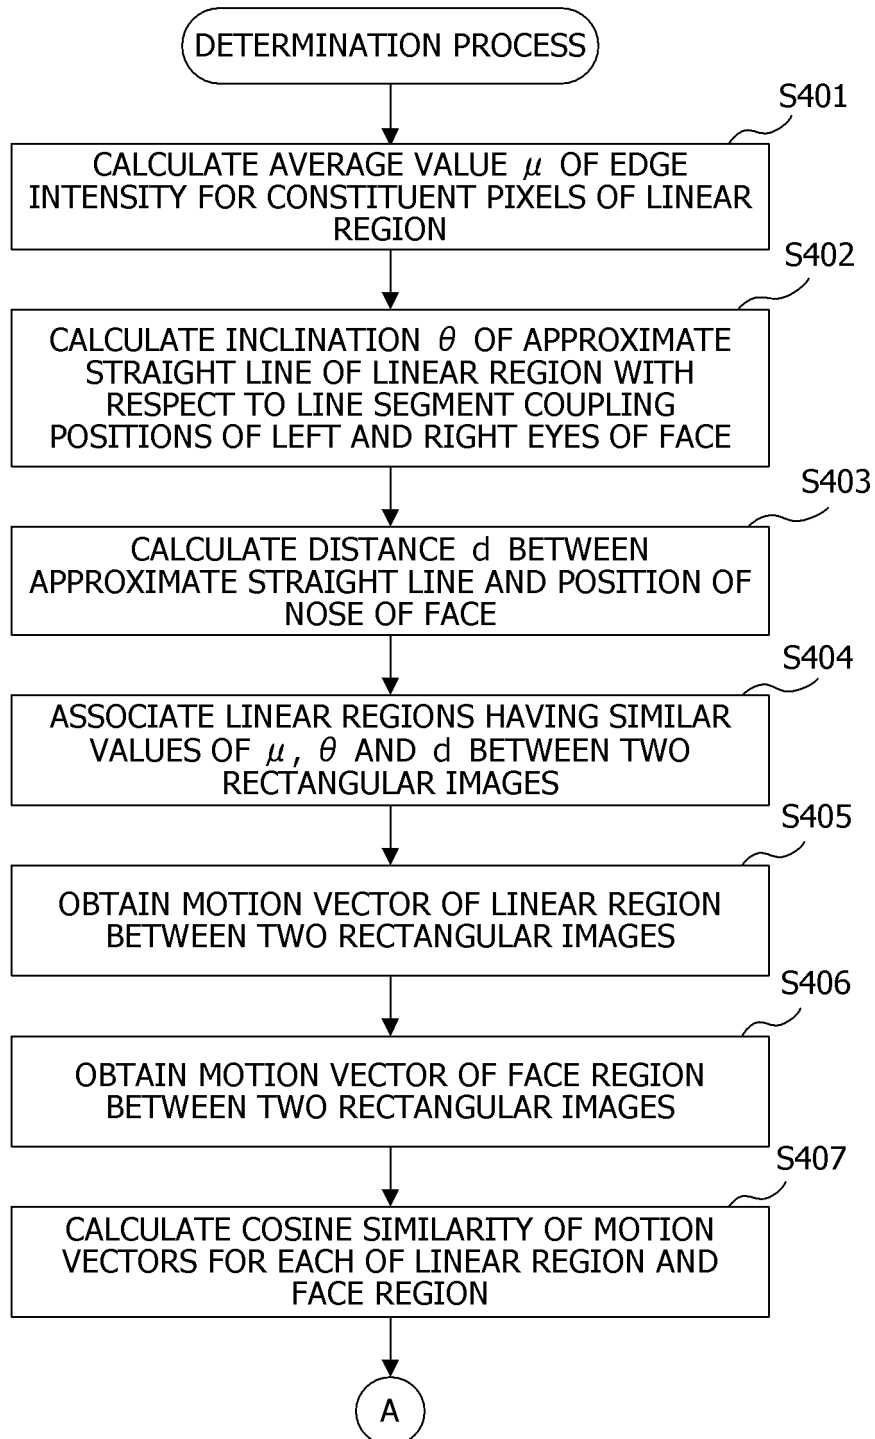 DETERMINATION PROCESS
S401
CALCULATE AVERAGE VALUE μ OF EDGE
INTENSITY FOR CONSTITUENT PIXELS OF LINEAR
REGION
S402
CALCULATE INCLINATION θ OF APPROXIMATE
STRAIGHT LINE OF LINEAR REGION WITH
RESPECT TO LINE SEGMENT COUPLING
POSITIONS OF LEFT AND RIGHT EYES OF FACE
S403
CALCULATE DISTANCE d BETWEEN
APPROXIMATE STRAIGHT LINE AND POSITION OF
NOSE OF FACE
S404
ASSOCIATE LINEAR REGIONS HAVING SIMILAR
VALUES OF μ, θ AND d BETWEEN TWO
RECTANGULAR IMAGES
S405
OBTAIN MOTION VECTOR OF LINEAR REGION
BETWEEN TWO RECTANGULAR IMAGES
S406
OBTAIN MOTION VECTOR OF FACE REGION
BETWEEN TWO RECTANGULAR IMAGES
S407
CALCULATE COSINE SIMILARITY OF MOTION
VECTORS FOR EACH OF LINEAR REGION AND
FACE REGION
A